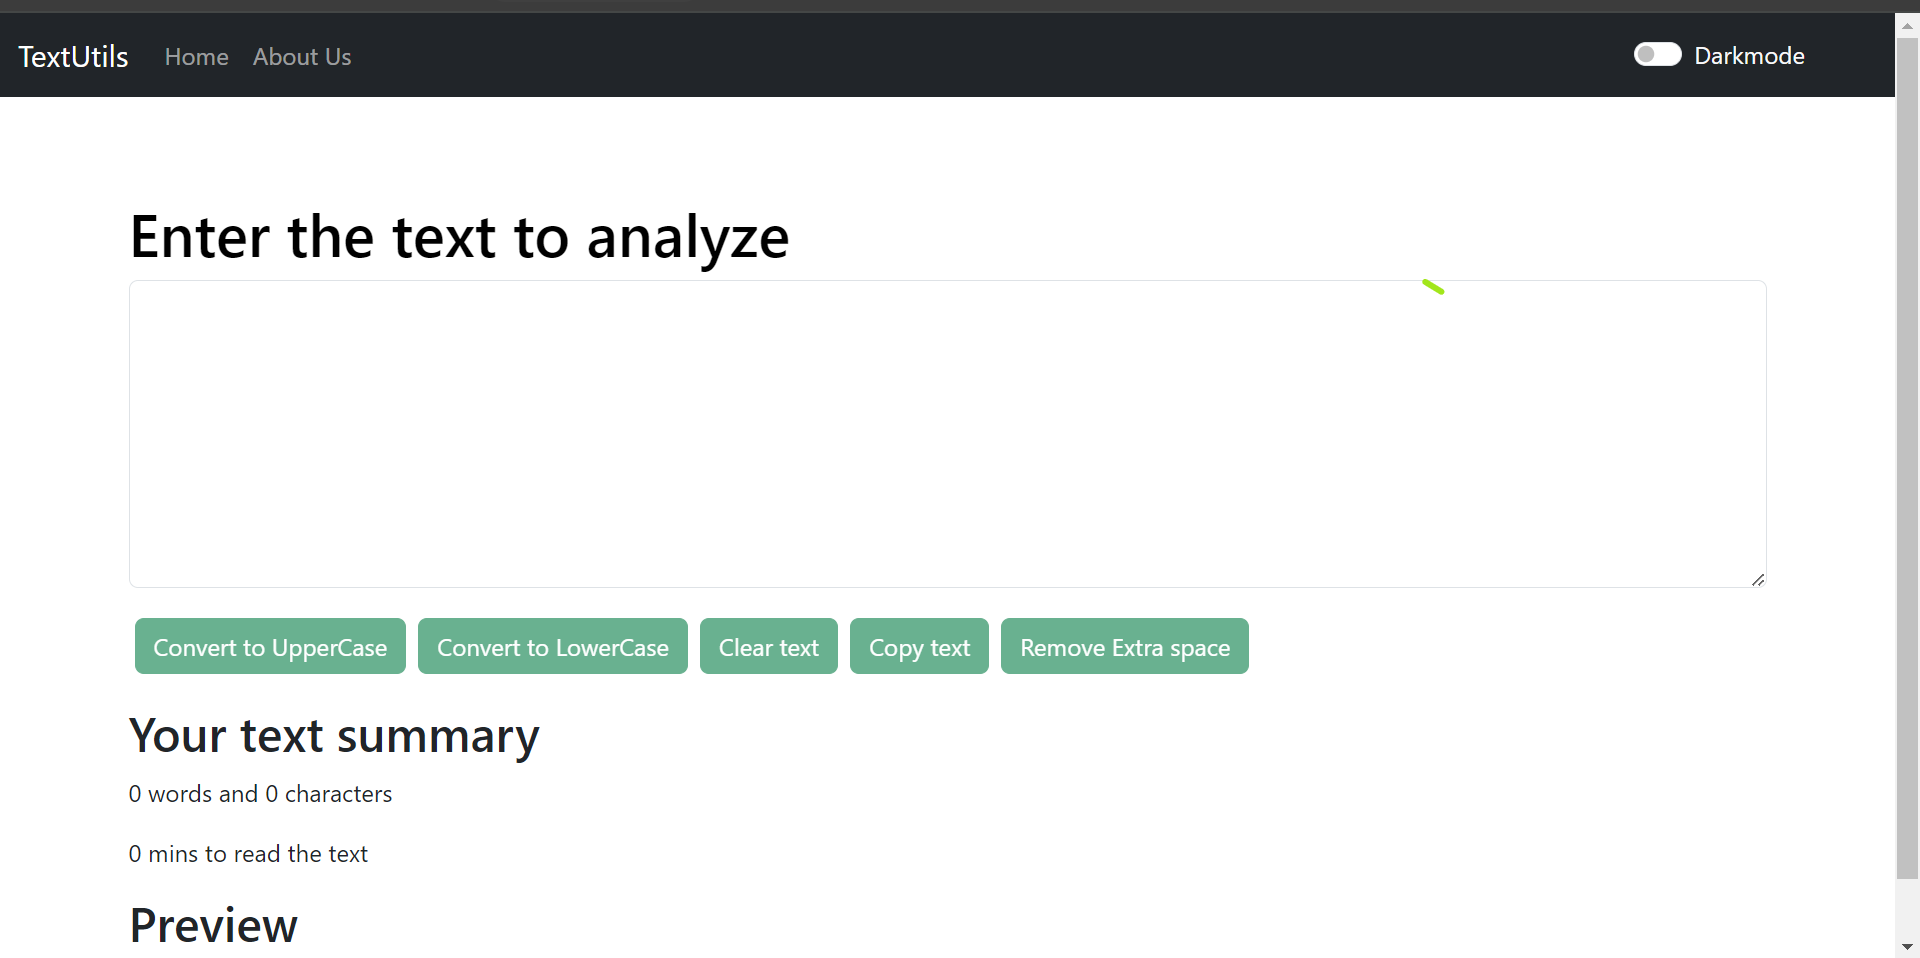 TextUtils Home About Us Darkmode
Enter the text to analyze
Convert to UpperCase Convert to LowerCase Clear text Copy text Remove Extra space
Your text summary
0 words and 0 characters
0 mins to read the text
Preview